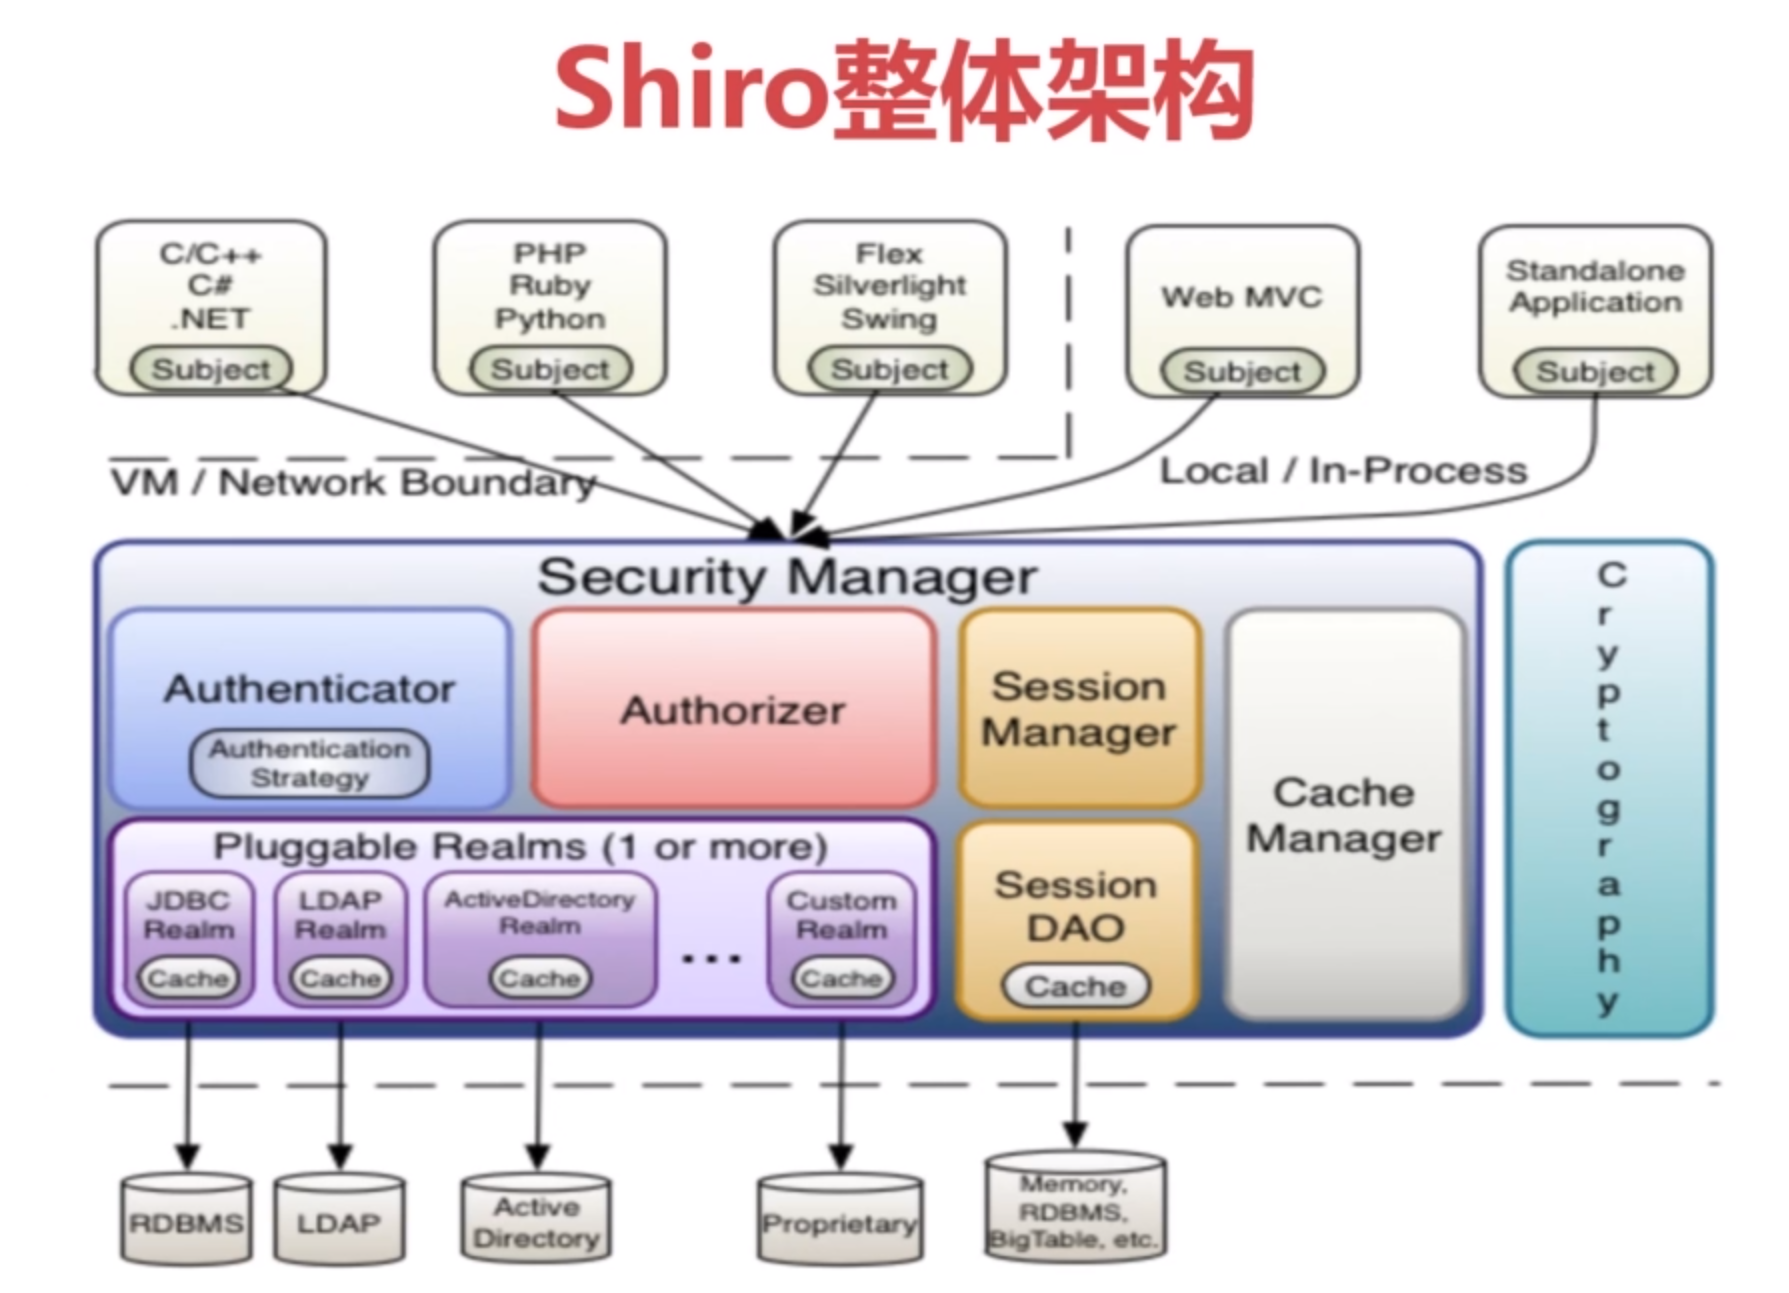 Shiro整体架构
C/C++
C#
.NET
Subject
PHP
Ruby
Python
Subject
Flex
Silverlight
Swing
Subject
Web MVC
Subject
Standalone
Application
Subject
VM / Network Boundary
Local / In-Process
Security Manager
Authenticator
Authentication
Strategy
Authorizer
Session
Manager
Cache
Manager
Cryptography
Pluggable Realms (1 or more)
JDBC
Realm
Cache
LDAP
Realm
Cache
ActiveDirectory
Realm
Cache
...
Custom
Realm
Cache
Session
DAO
Cache
RDBMS
LDAP
Active
Directory
Proprietary
Memory,
RDBMS,
BigTable, etc.